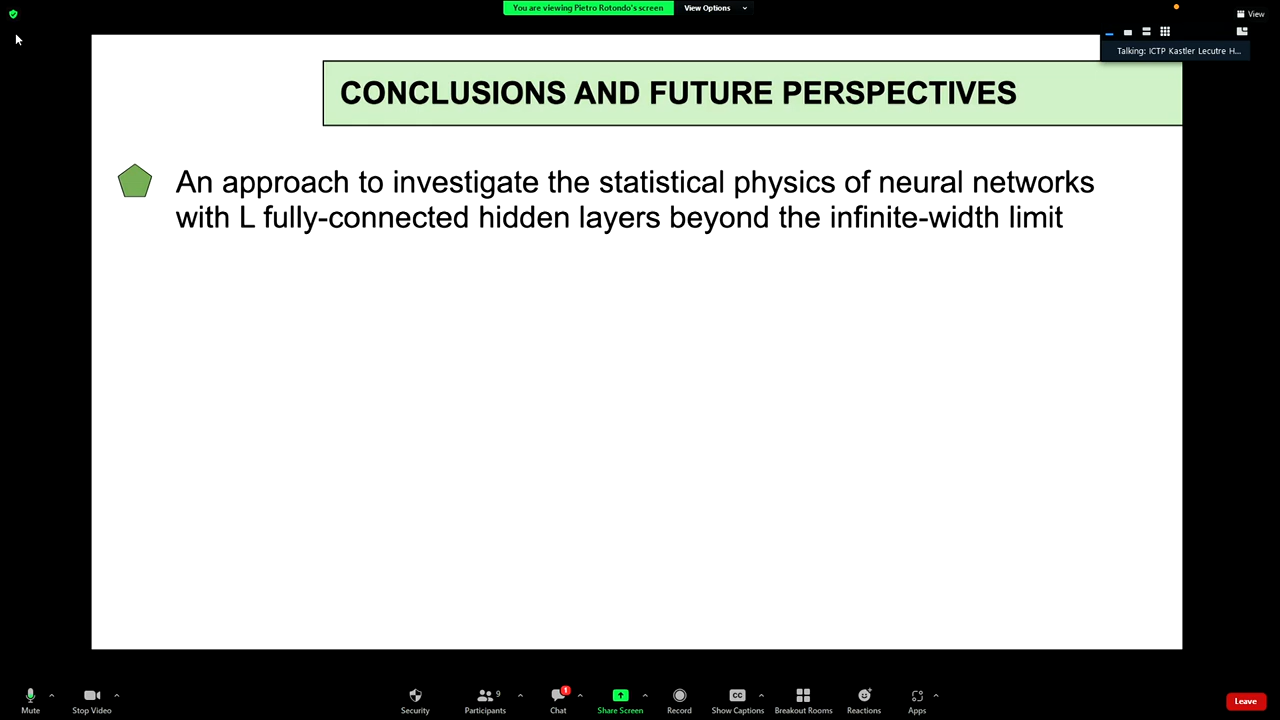 You are viewing Pietro Rotondo's screen
View Options
View
Talking: ICTP Kastler Lecutre H...
CONCLUSIONS AND FUTURE PERSPECTIVES
An approach to investigate the statistical physics of neural networks
with L fully-connected hidden layers beyond the infinite-width limit
Mute
Stop Video
Security
9
Participants
1
Chat
Share Screen
Record
CC
Show Captions
Breakout Rooms
Reactions
Apps
Leave